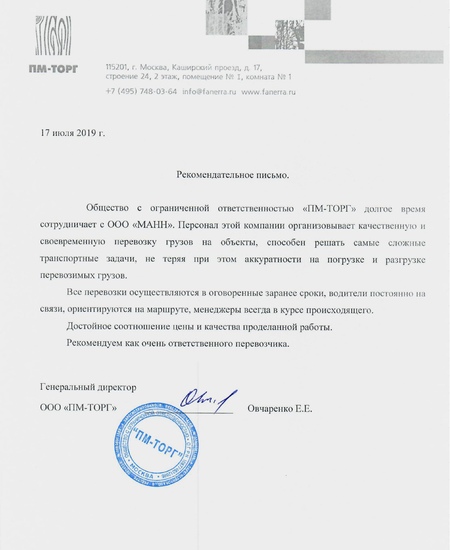 ПМ-ТОРГ
115201, г. Москва, Каширский проезд, д. 17,
строение 24, 2 этаж, помещение № I, комната № 1
+7 (495) 748-03-64 info@fanerra.ru www.fanerra.ru
17 июля 2019 г.
Рекомендательное письмо.
Общество с ограниченной ответственностью «ПМ-ТОРГ» долгое время
сотрудничает с ООО «МАНН». Персонал этой компании организовывает качественную и
своевременную перевозку грузов на объекты, способен решать самые сложные
транспортные задачи, не теряя при этом аккуратности на погрузке и разгрузке
перевозимых грузов.
Все перевозки осуществляются в оговоренные заранее сроки, водители постоянно на
связи, ориентируются на маршруте, менеджеры всегда в курсе происходящего.
Достойное соотношение цены и качества проделанной работы.
Рекомендуем как очень ответственного перевозчика.
Генеральный директор
ООО «ПМ-ТОРГ» Овчаренко Е.Е.
"ПМ-ТОРГ"
МОСКВА